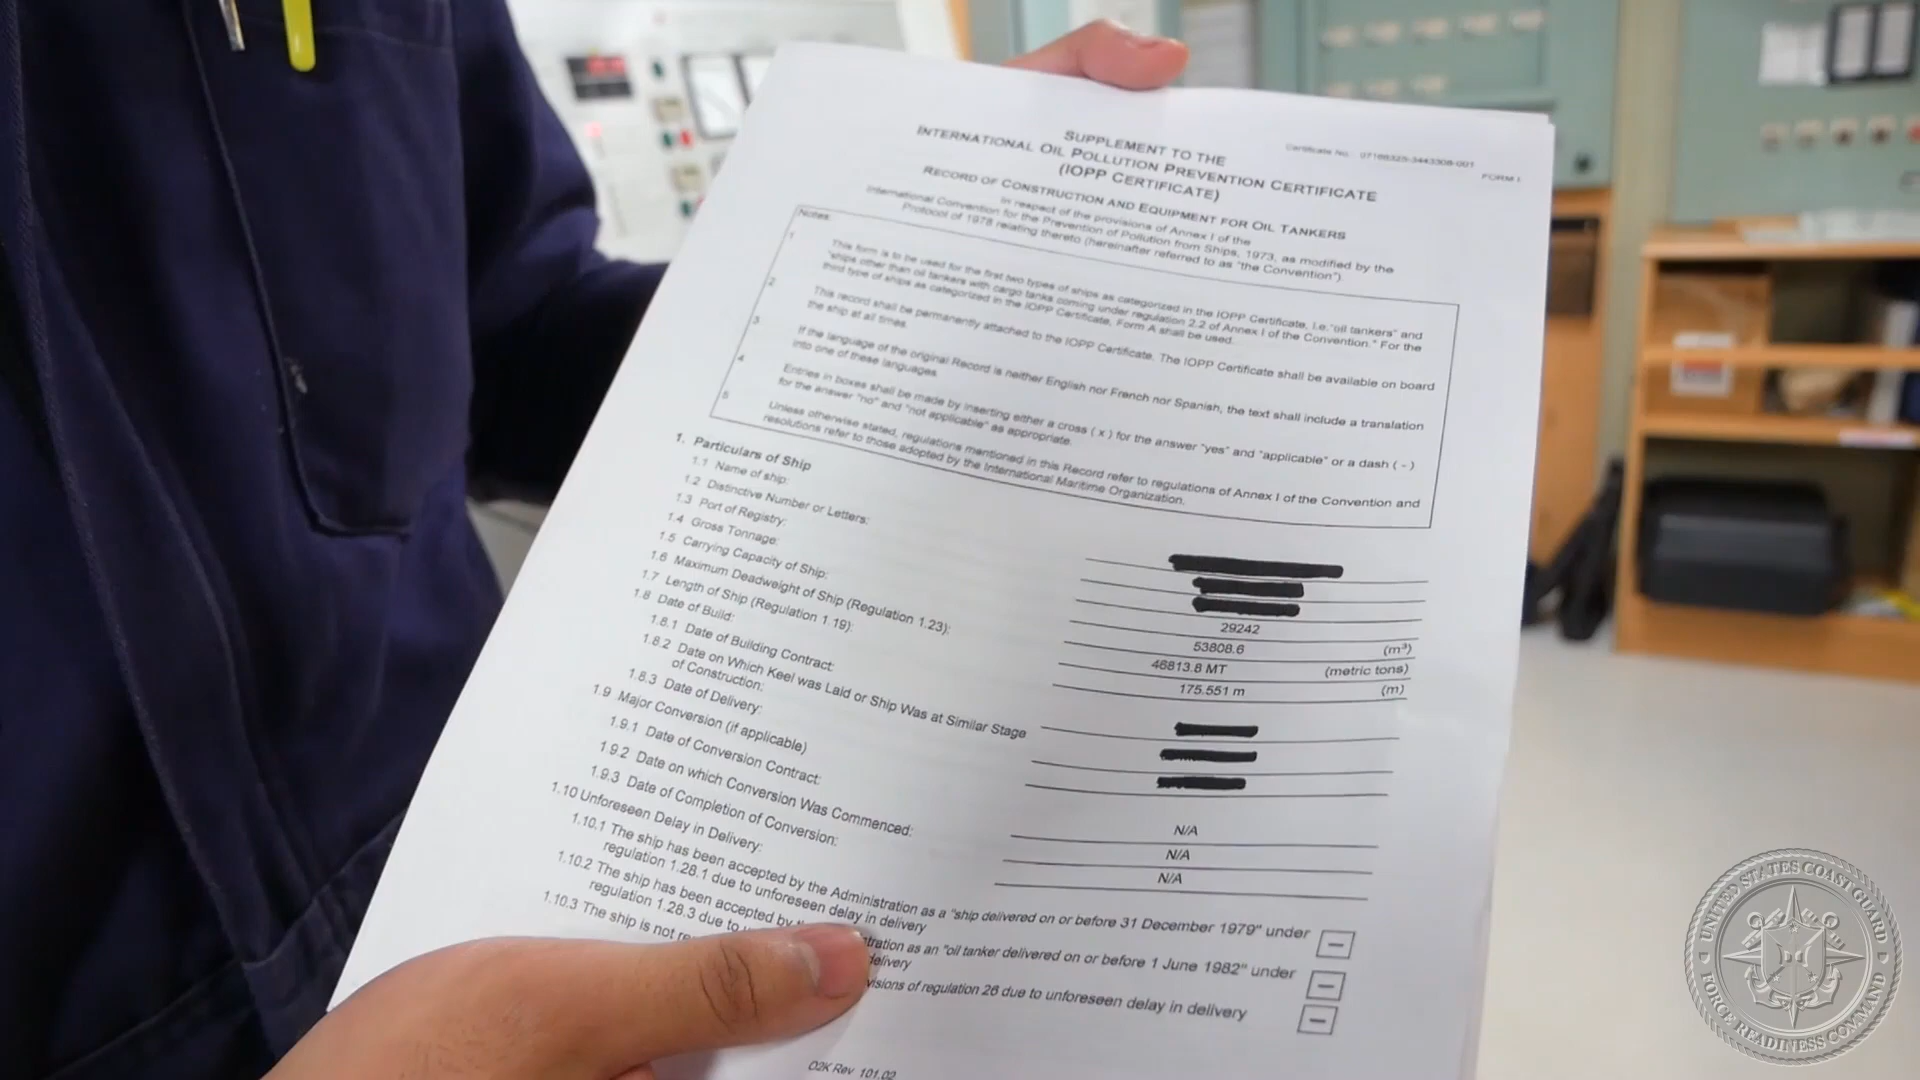 Certificate No.: 07166325-3443308-001
SUPPLEMENT TO THE
INTERNATIONAL OIL POLLUTION PREVENTION CERTIFICATE
(IOPP CERTIFICATE)
RECORD OF CONSTRUCTION AND EQUIPMENT FOR OIL TANKERS
In respect of the provisions of Annex I of the
International Convention for the Prevention of Pollution from Ships, 1973, as modified by the
Protocol of 1978 relating thereto (hereinafter referred to as "the Convention").
Notes:
1 This form is to be used for the first two types of ships as categorized in the IOPP Certificate, i.e. "oil tankers" and
"ships other than oil tankers with cargo tanks coming under regulation 2.2 of Annex I of the Convention." For the
third type of ships as categorized in the IOPP Certificate, Form A shall be used.
2 This record shall be permanently attached to the IOPP Certificate. The IOPP Certificate shall be available on board
the ship at all times.
3 If the language of the original Record is neither English nor French nor Spanish, the text shall include a translation
into one of these languages.
4 Entries in boxes shall be made by inserting either a cross ( x ) for the answer "yes" and "applicable" or a dash ( - )
for the answer "no" and "not applicable" as appropriate.
5 Unless otherwise stated, regulations mentioned in this Record refer to regulations of Annex I of the Convention and
resolutions refer to those adopted by the International Maritime Organization.
1. Particulars of Ship
1.1 Name of ship:
1.2 Distinctive Number or Letters:
1.3 Port of Registry:
1.4 Gross Tonnage: 29242
1.5 Carrying Capacity of Ship: 53808.6 (m³)
1.6 Maximum Deadweight of Ship (Regulation 1.23): 46813.8 MT (metric tons)
1.7 Length of Ship (Regulation 1.19): 175.551 m (m)
1.8 Date of Build:
1.8.1 Date of Building Contract:
1.8.2 Date on Which Keel was Laid or Ship Was at Similar Stage
of Construction:
1.8.3 Date of Delivery:
1.9 Major Conversion (if applicable)
1.9.1 Date of Conversion Contract: N/A
1.9.2 Date on which Conversion Was Commenced: N/A
1.9.3 Date of Completion of Conversion: N/A
1.10 Unforeseen Delay in Delivery:
1.10.1 The ship has been accepted by the Administration as a "ship delivered on or before 31 December 1979" under
regulation 1.28.1 due to unforeseen delay in delivery –
1.10.2 The ship has been accepted by tration as an "oil tanker delivered on or before 1 June 1982" under
regulation 1.28.3 due to delivery –
1.10.3 The ship is not re visions of regulation 26 due to unforeseen delay in delivery –
O2K Rev 101.02
UNITED STATES COAST GUARD
FORCE READINESS COMMAND